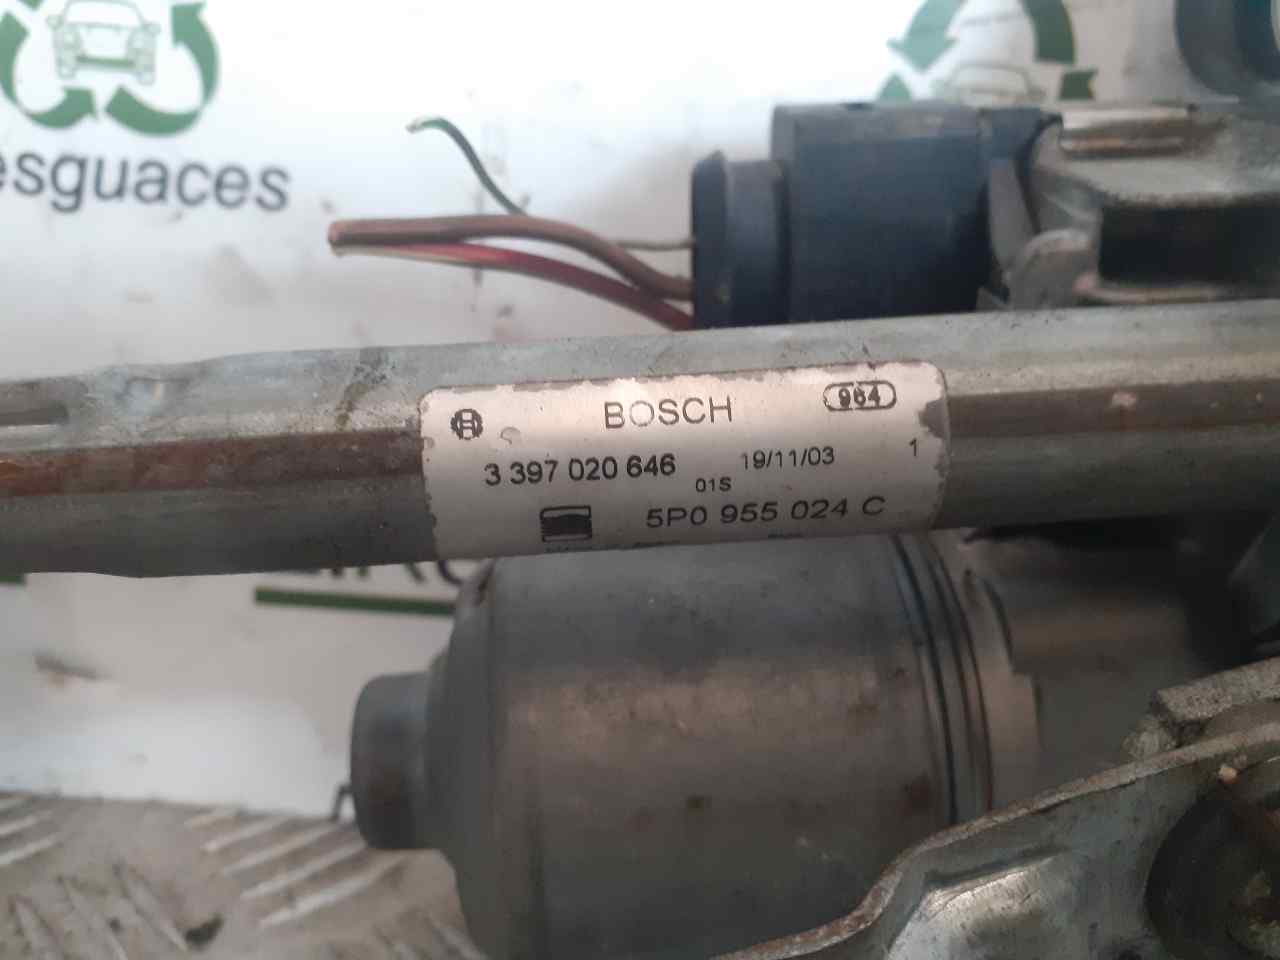 esguaces
BOSCH 964
3 397 020 646 19/11/03 1
01S
5P0 955 024 C